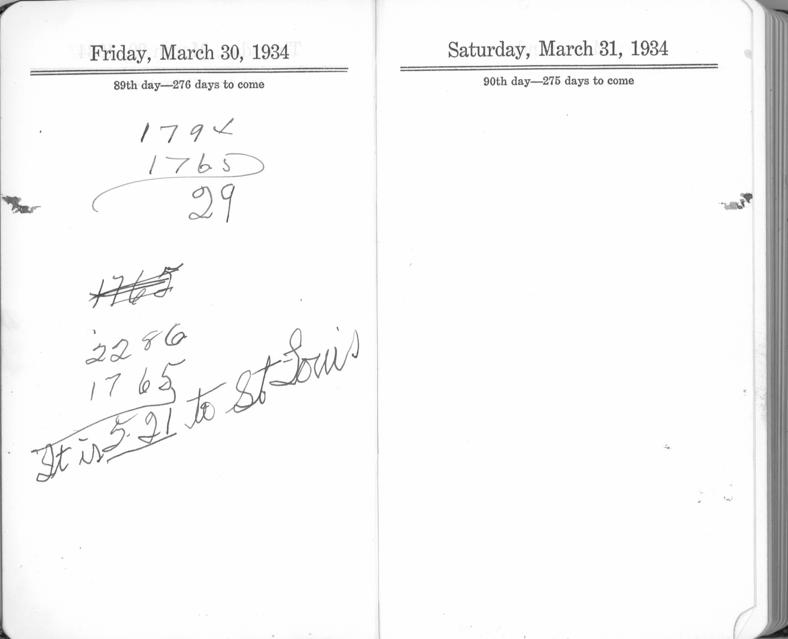 Friday, March 30, 1934
89th day—276 days to come
1794
1765
29
1765
2286
1765
It is 521 to St Louis
Saturday, March 31, 1934
90th day—275 days to come